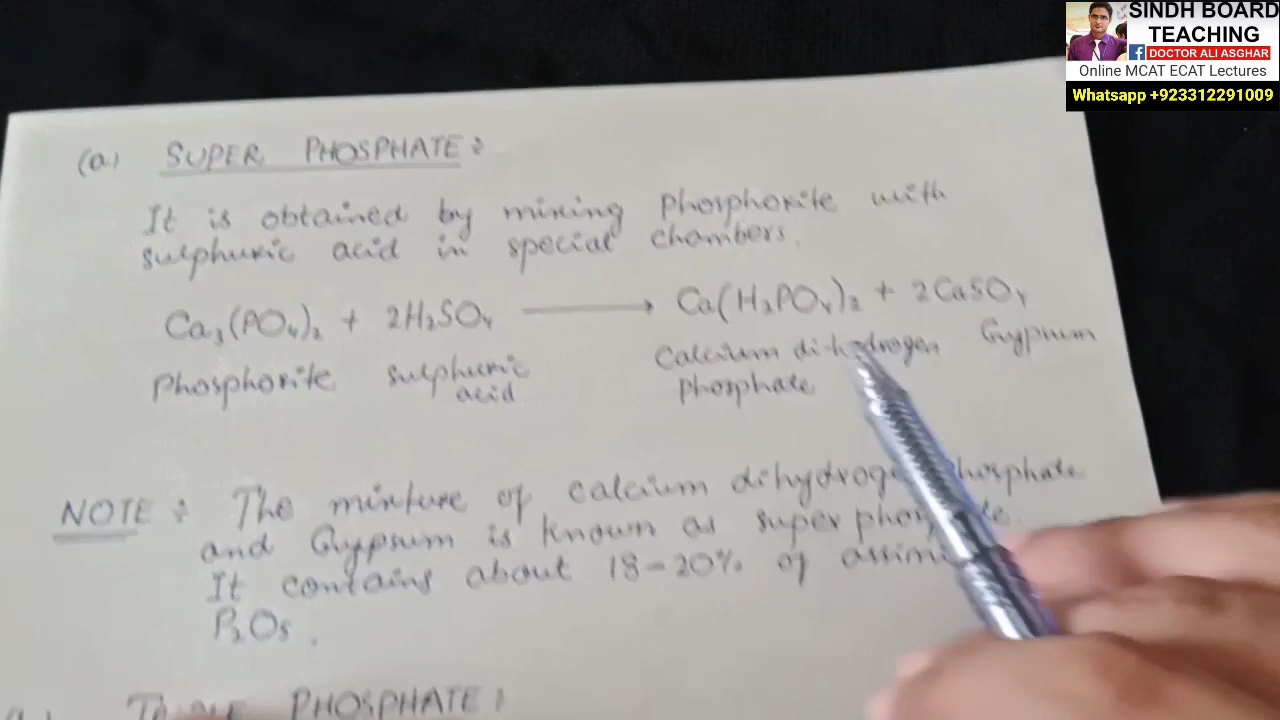 SINDH BOARD
TEACHING
f DOCTOR ALI ASGHAR
Online MCAT ECAT Lectures
Whatsapp +923312291009
(a) SUPER PHOSPHATE:
It is obtained by mixing phosphorite with
sulphuric acid in special chambers.
Ca₃(PO₄)₂ + 2H₂SO₄ ⟶ Ca(H₂PO₄)₂ + 2CaSO₄
Phosphorite sulphuric acid Calcium di-hydrogen phosphate Gypsum
NOTE: The mixture of calcium dihydrogen phosphate
and Gypsum is known as super phosphate.
It contains about 18-20% of
P₂O₅.
PHOSPHATE: